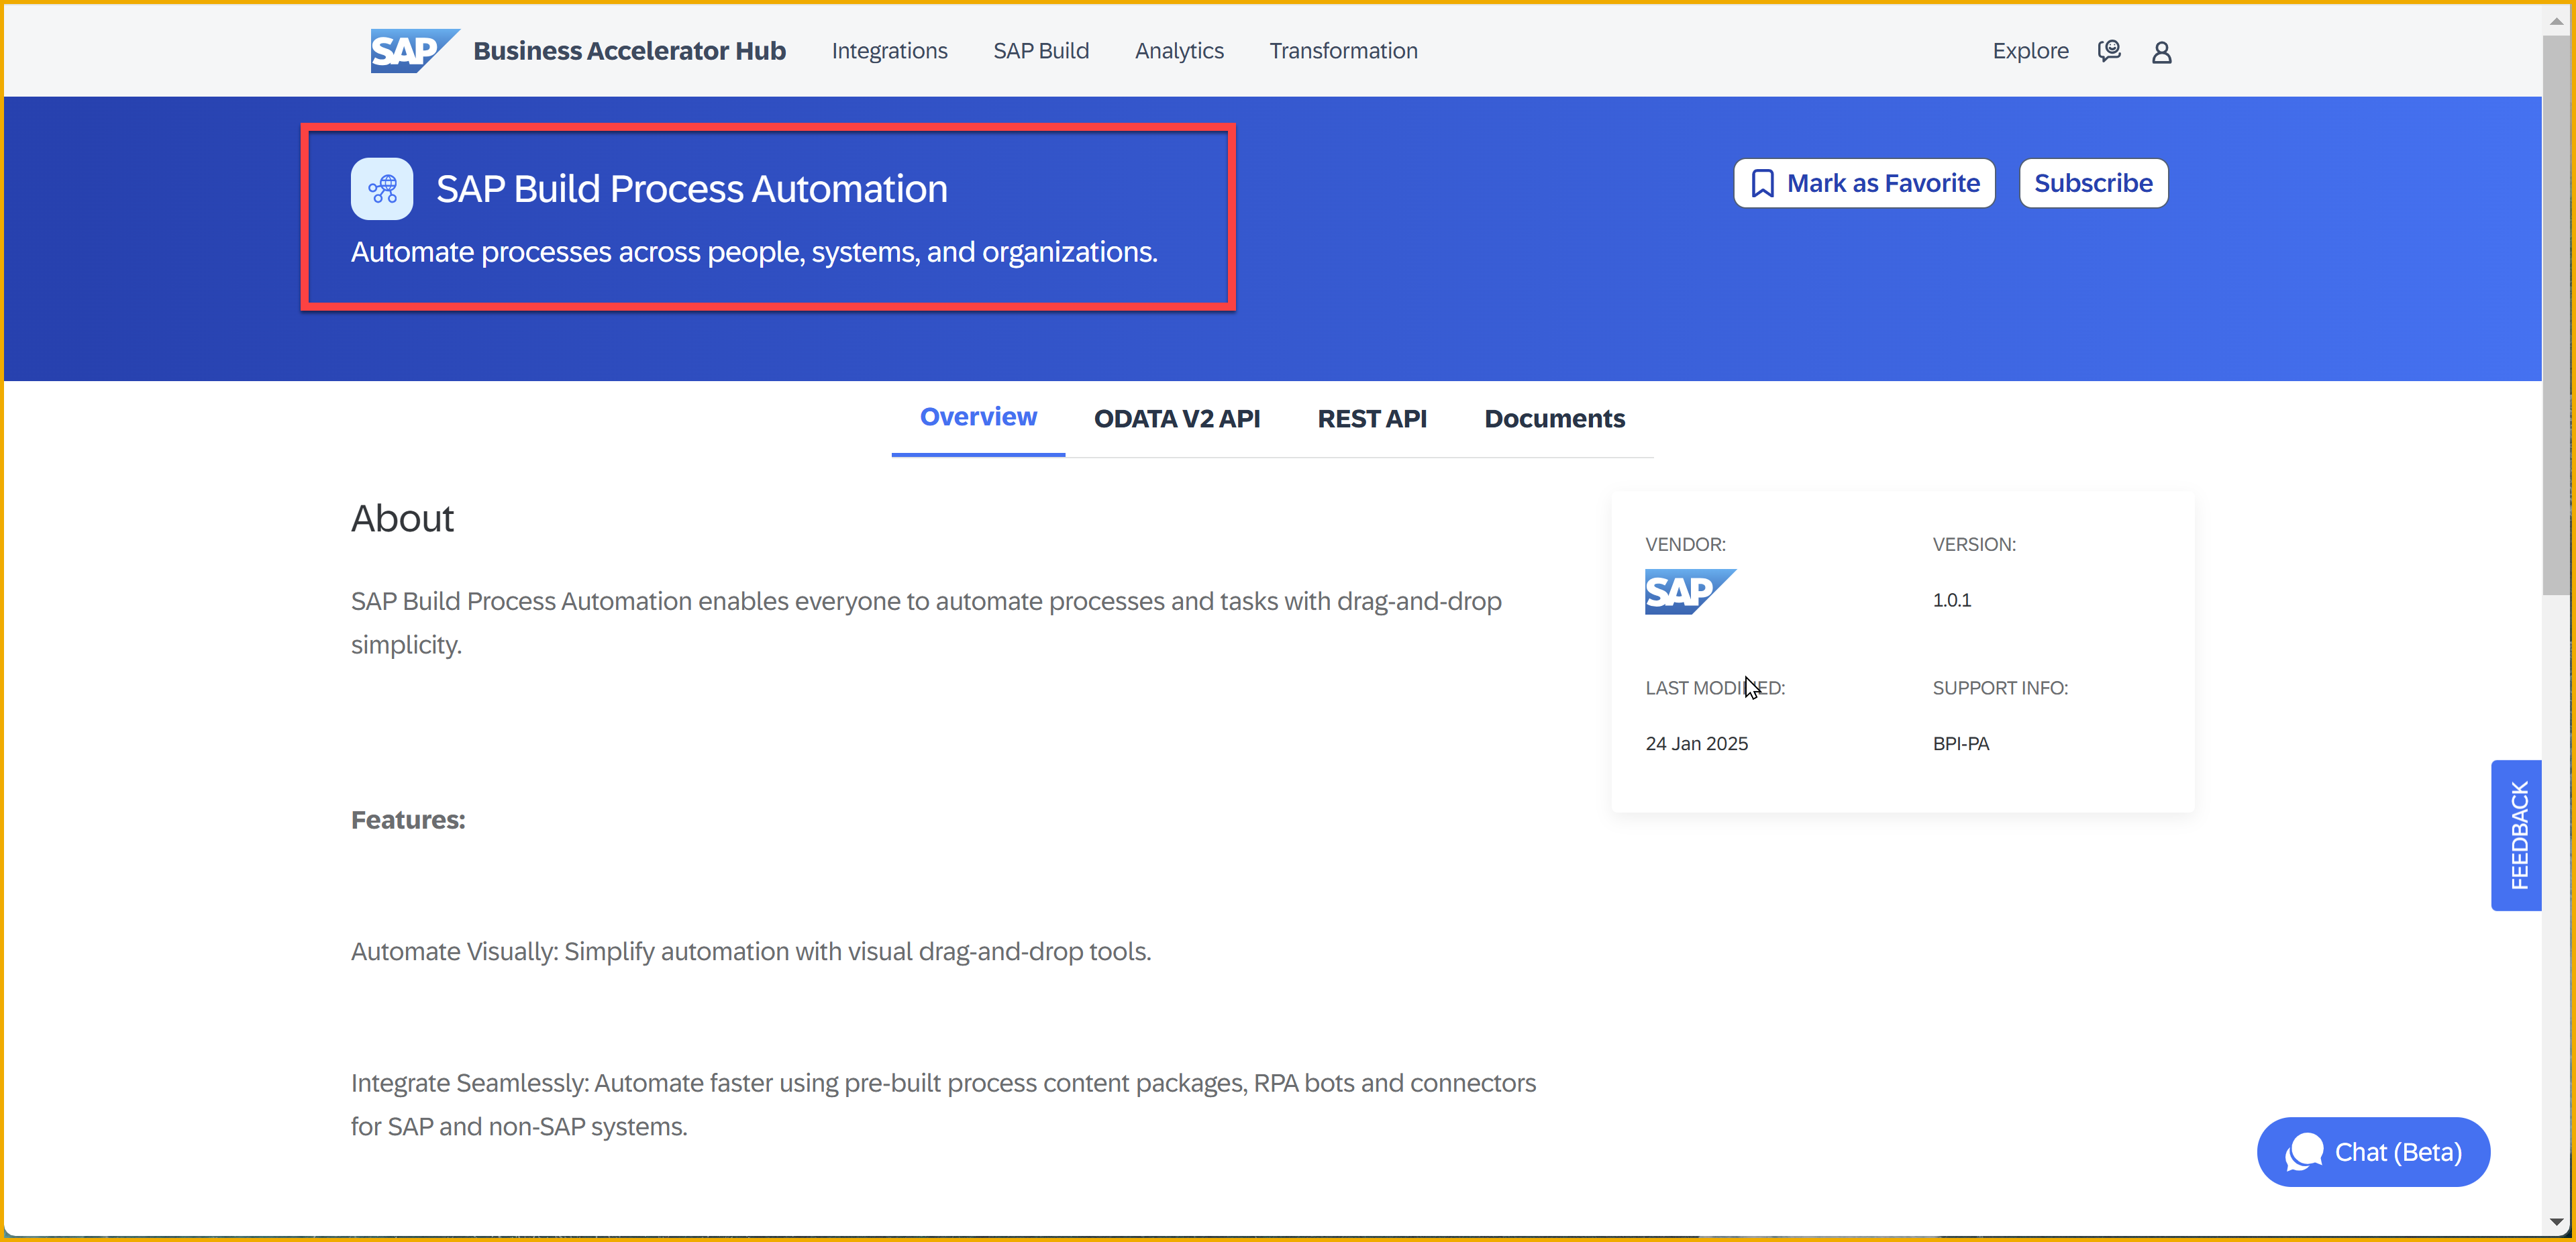 SAP Business Accelerator Hub Integrations SAP Build Analytics Transformation Explore
SAP Build Process Automation
Automate processes across people, systems, and organizations.
Mark as Favorite Subscribe
Overview ODATA V2 API REST API Documents
About
SAP Build Process Automation enables everyone to automate processes and tasks with drag-and-drop
simplicity.
VENDOR: VERSION:
SAP 1.0.1
LAST MODIFIED: SUPPORT INFO:
24 Jan 2025 BPI-PA
Features:
Automate Visually: Simplify automation with visual drag-and-drop tools.
Integrate Seamlessly: Automate faster using pre-built process content packages, RPA bots and connectors
for SAP and non-SAP systems.
FEEDBACK
Chat (Beta)